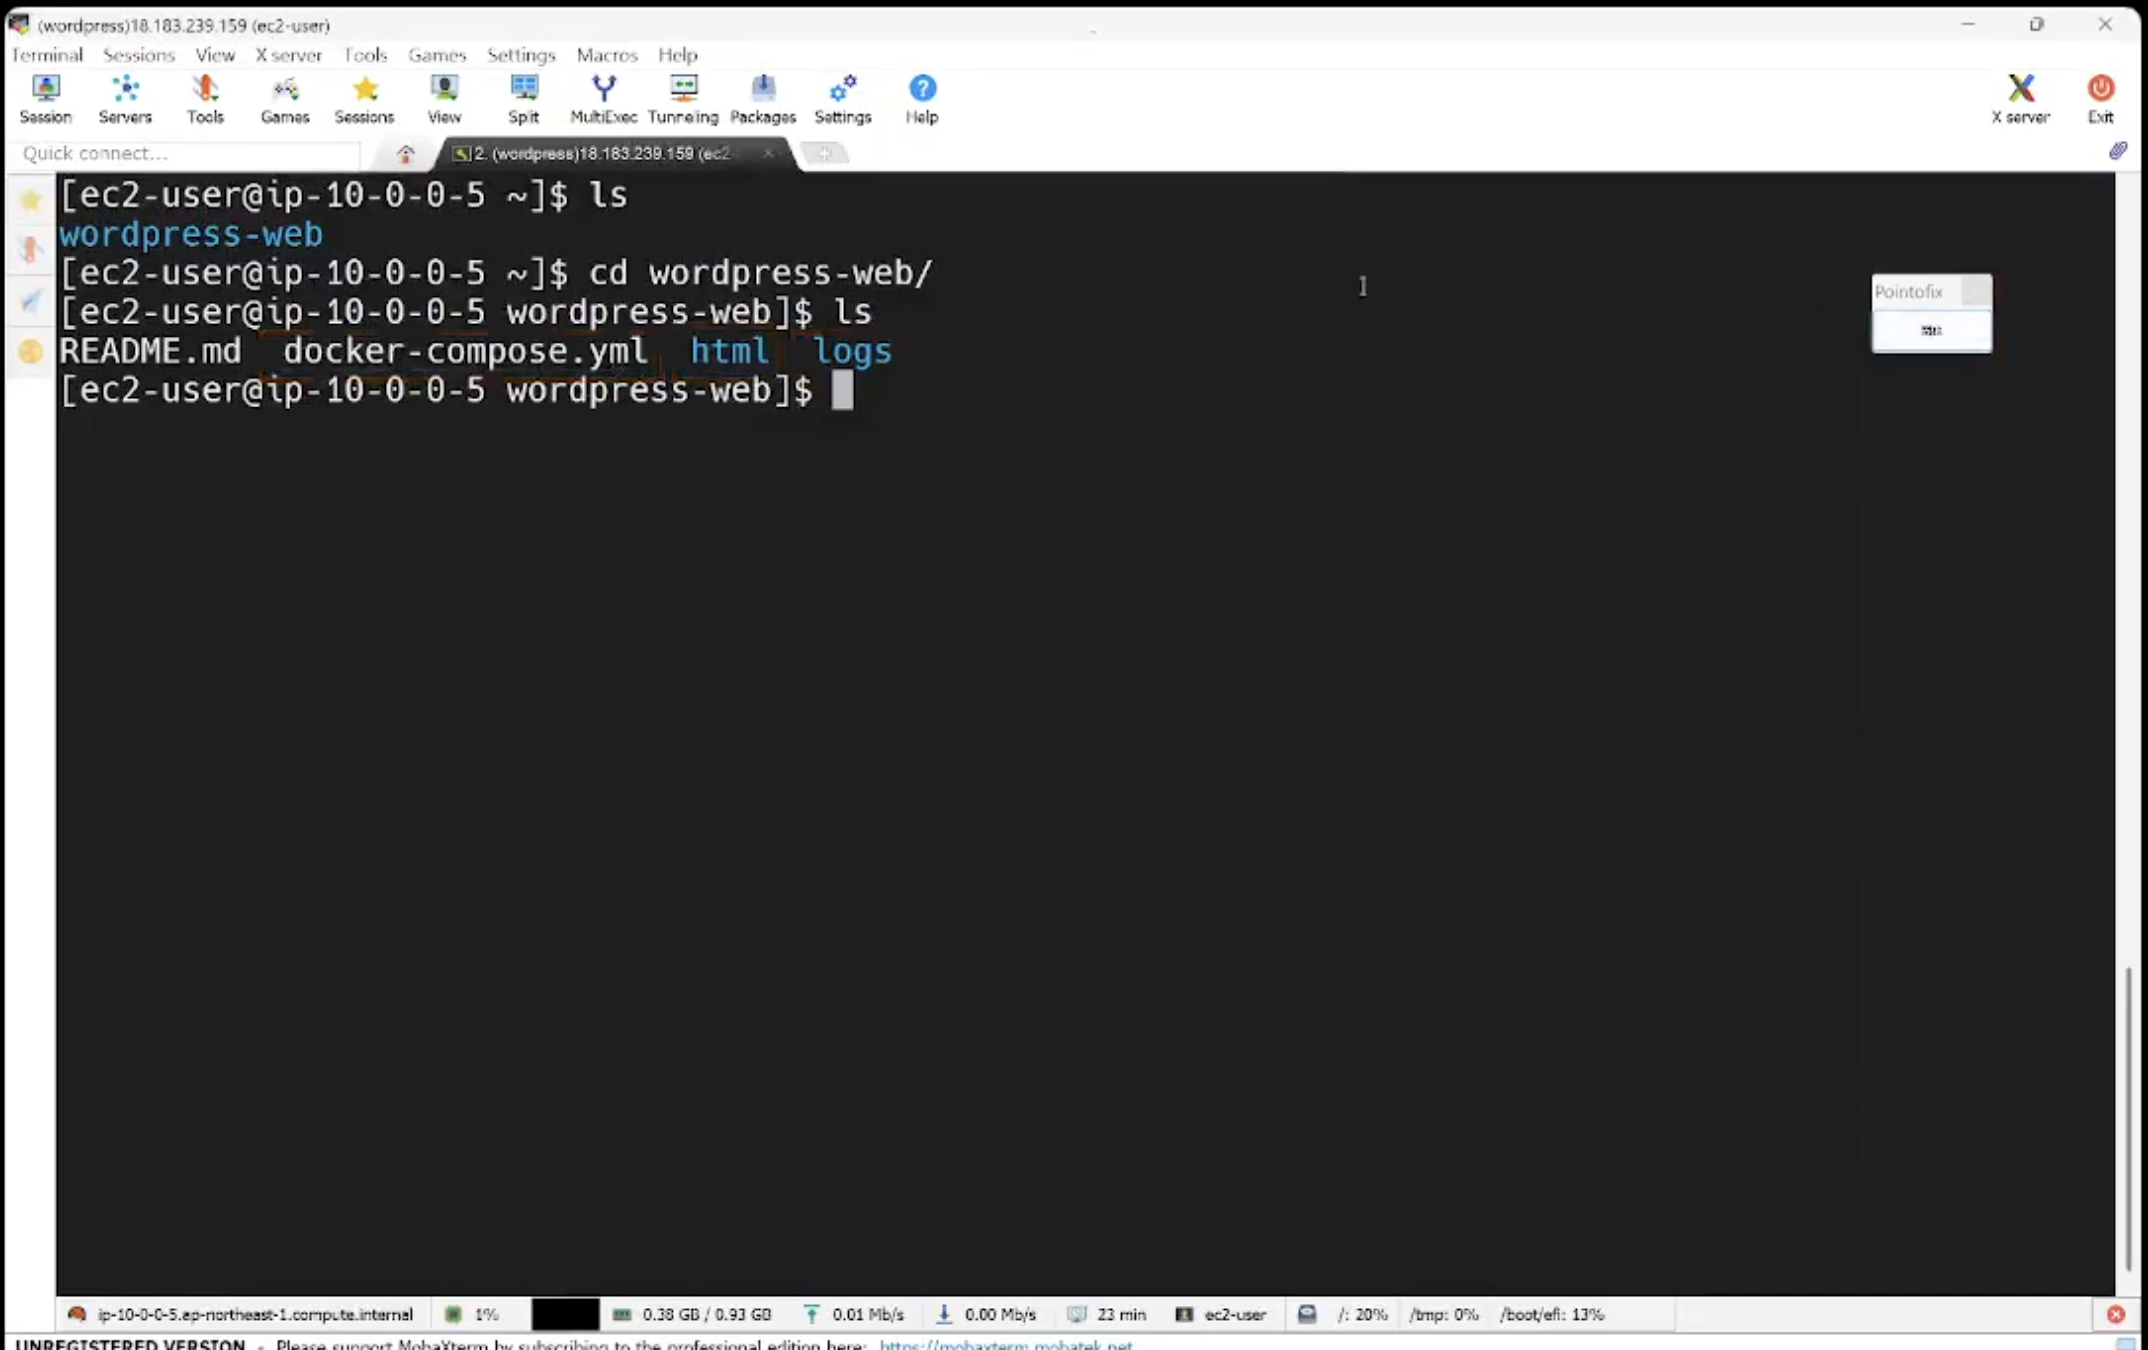 (wordpress)18.183.239.159 (ec2-user)
Terminal Sessions View X server Tools Games Settings Macros Help
Session Servers Tools Games Sessions View Split MultiExec Tunneling Packages Settings Help X server Exit
Quick connect... 2. (wordpress)18.183.239.159 (ec2-
[ec2-user@ip-10-0-0-5 ~]$ ls
wordpress-web
[ec2-user@ip-10-0-0-5 ~]$ cd wordpress-web/
[ec2-user@ip-10-0-0-5 wordpress-web]$ ls
README.md docker-compose.yml html logs
[ec2-user@ip-10-0-0-5 wordpress-web]$
Pointofix
ip-10-0-0-5.ap-northeast-1.compute.internal 1% 0.38 GB / 0.93 GB 0.01 Mb/s 0.00 Mb/s 23 min ec2-user /: 20% /tmp: 0% /boot/efi: 13%
UNREGISTERED VERSION - Please support MobaXterm by subscribing to the professional edition here: https://mobaxterm.mobatek.net